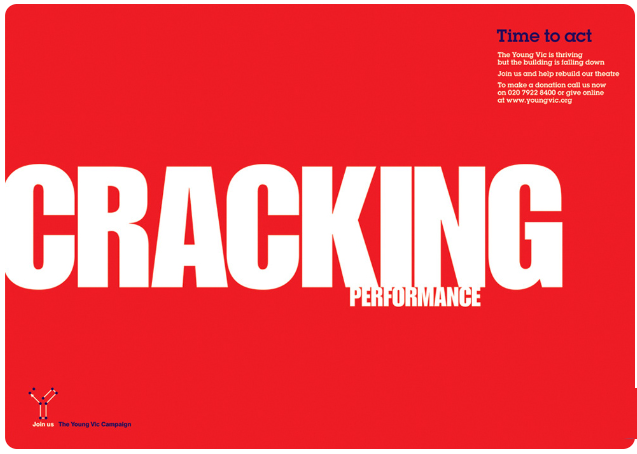 Time to act
The Young Vic is thriving
but the building is falling down
Join us and help rebuild our theatre
To make a donation call us now
on 020 7922 8400 or give online
at www.youngvic.org
CRACKING
PERFORMANCE
Join us The Young Vic Campaign